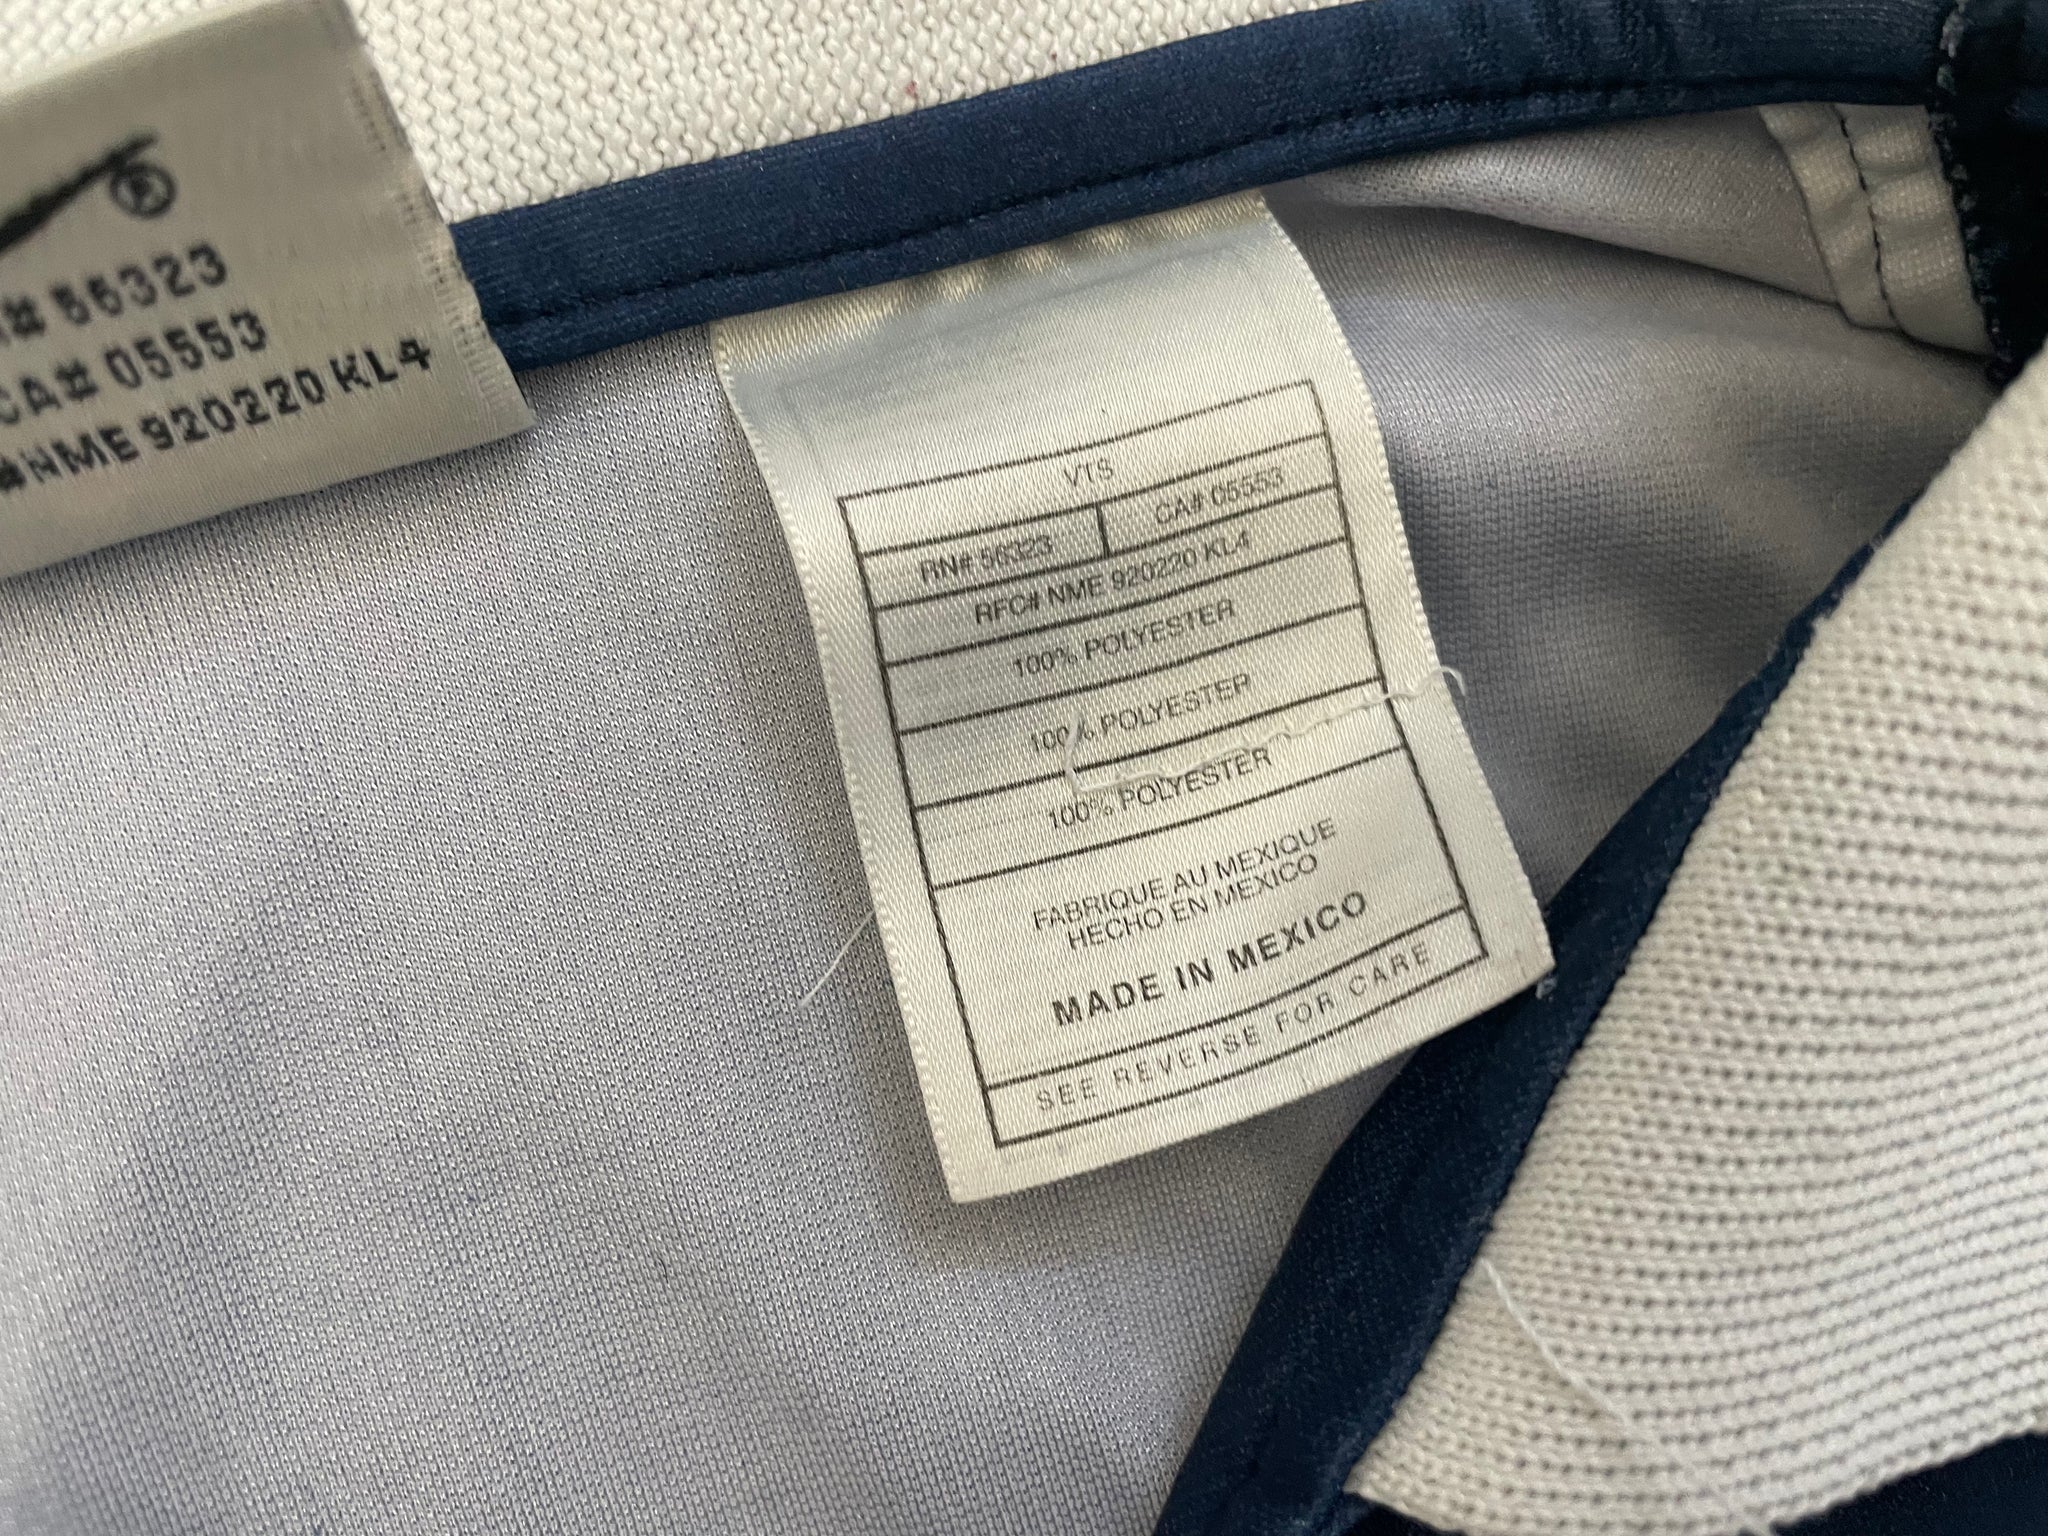 ®
# 56323
CA# 05553
#NME 920220 KL4
VTS
RN# 56323
CA# 05553
RFC# NME 920220 KL4
100% POLYESTER
100% POLYESTER
100% POLYESTER
FABRIQUE AU MEXIQUE
HECHO EN MEXICO
MADE IN MEXICO
SEE REVERSE FOR CARE